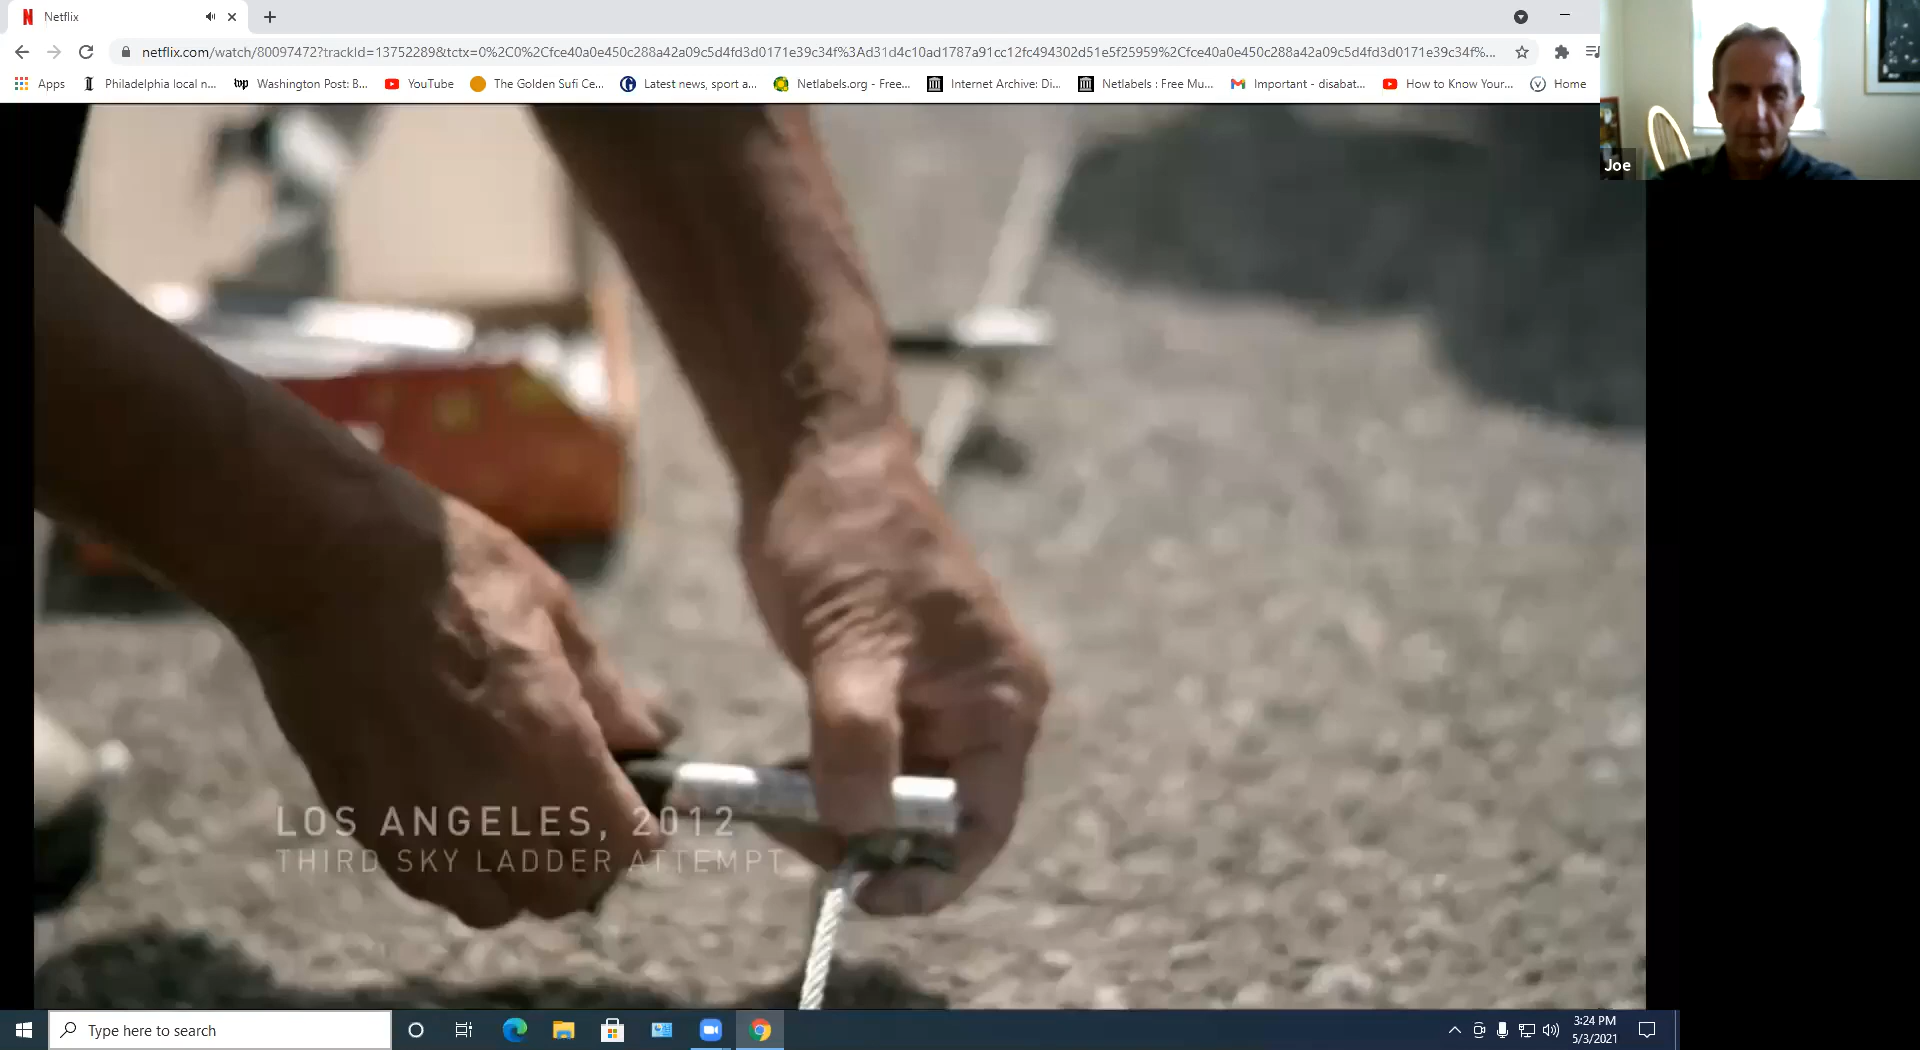 Netflix
netflix.com/watch/80097472?trackId=13752289&tctx=0%2C0%2Cfce40a0e450c288a42a09c5d4fd3d0171e39c34f%3Ad31d4c10ad1787a91cc12fc494302d51e5f25959%2Cfce40a0e450c288a42a09c5d4fd3d0171e39c34f%...
Apps
Philadelphia local n...
wp Washington Post: B...
YouTube
The Golden Sufi Ce...
Latest news, sport a...
Netlabels.org - Free...
Internet Archive: Di...
Netlabels : Free Mu...
Important - disabat...
How to Know Your...
Home
Joe
LOS ANGELES, 2012
THIRD SKY LADDER ATTEMPT
Type here to search
3:24 PM
5/3/2021